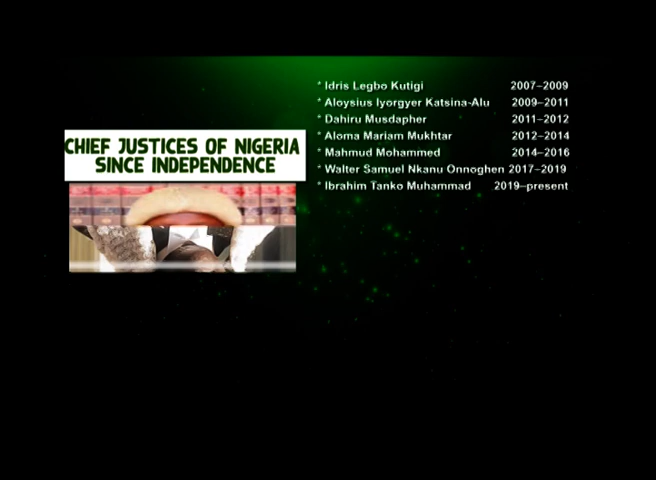 CHIEF JUSTICES OF NIGERIA
SINCE INDEPENDENCE
* Idris Legbo Kutigi 2007–2009
* Aloysius Iyorgyer Katsina-Alu 2009–2011
* Dahiru Musdapher 2011–2012
* Aloma Mariam Mukhtar 2012–2014
* Mahmud Mohammed 2014–2016
* Walter Samuel Nkanu Onnoghen 2017–2019
* Ibrahim Tanko Muhammad 2019–present